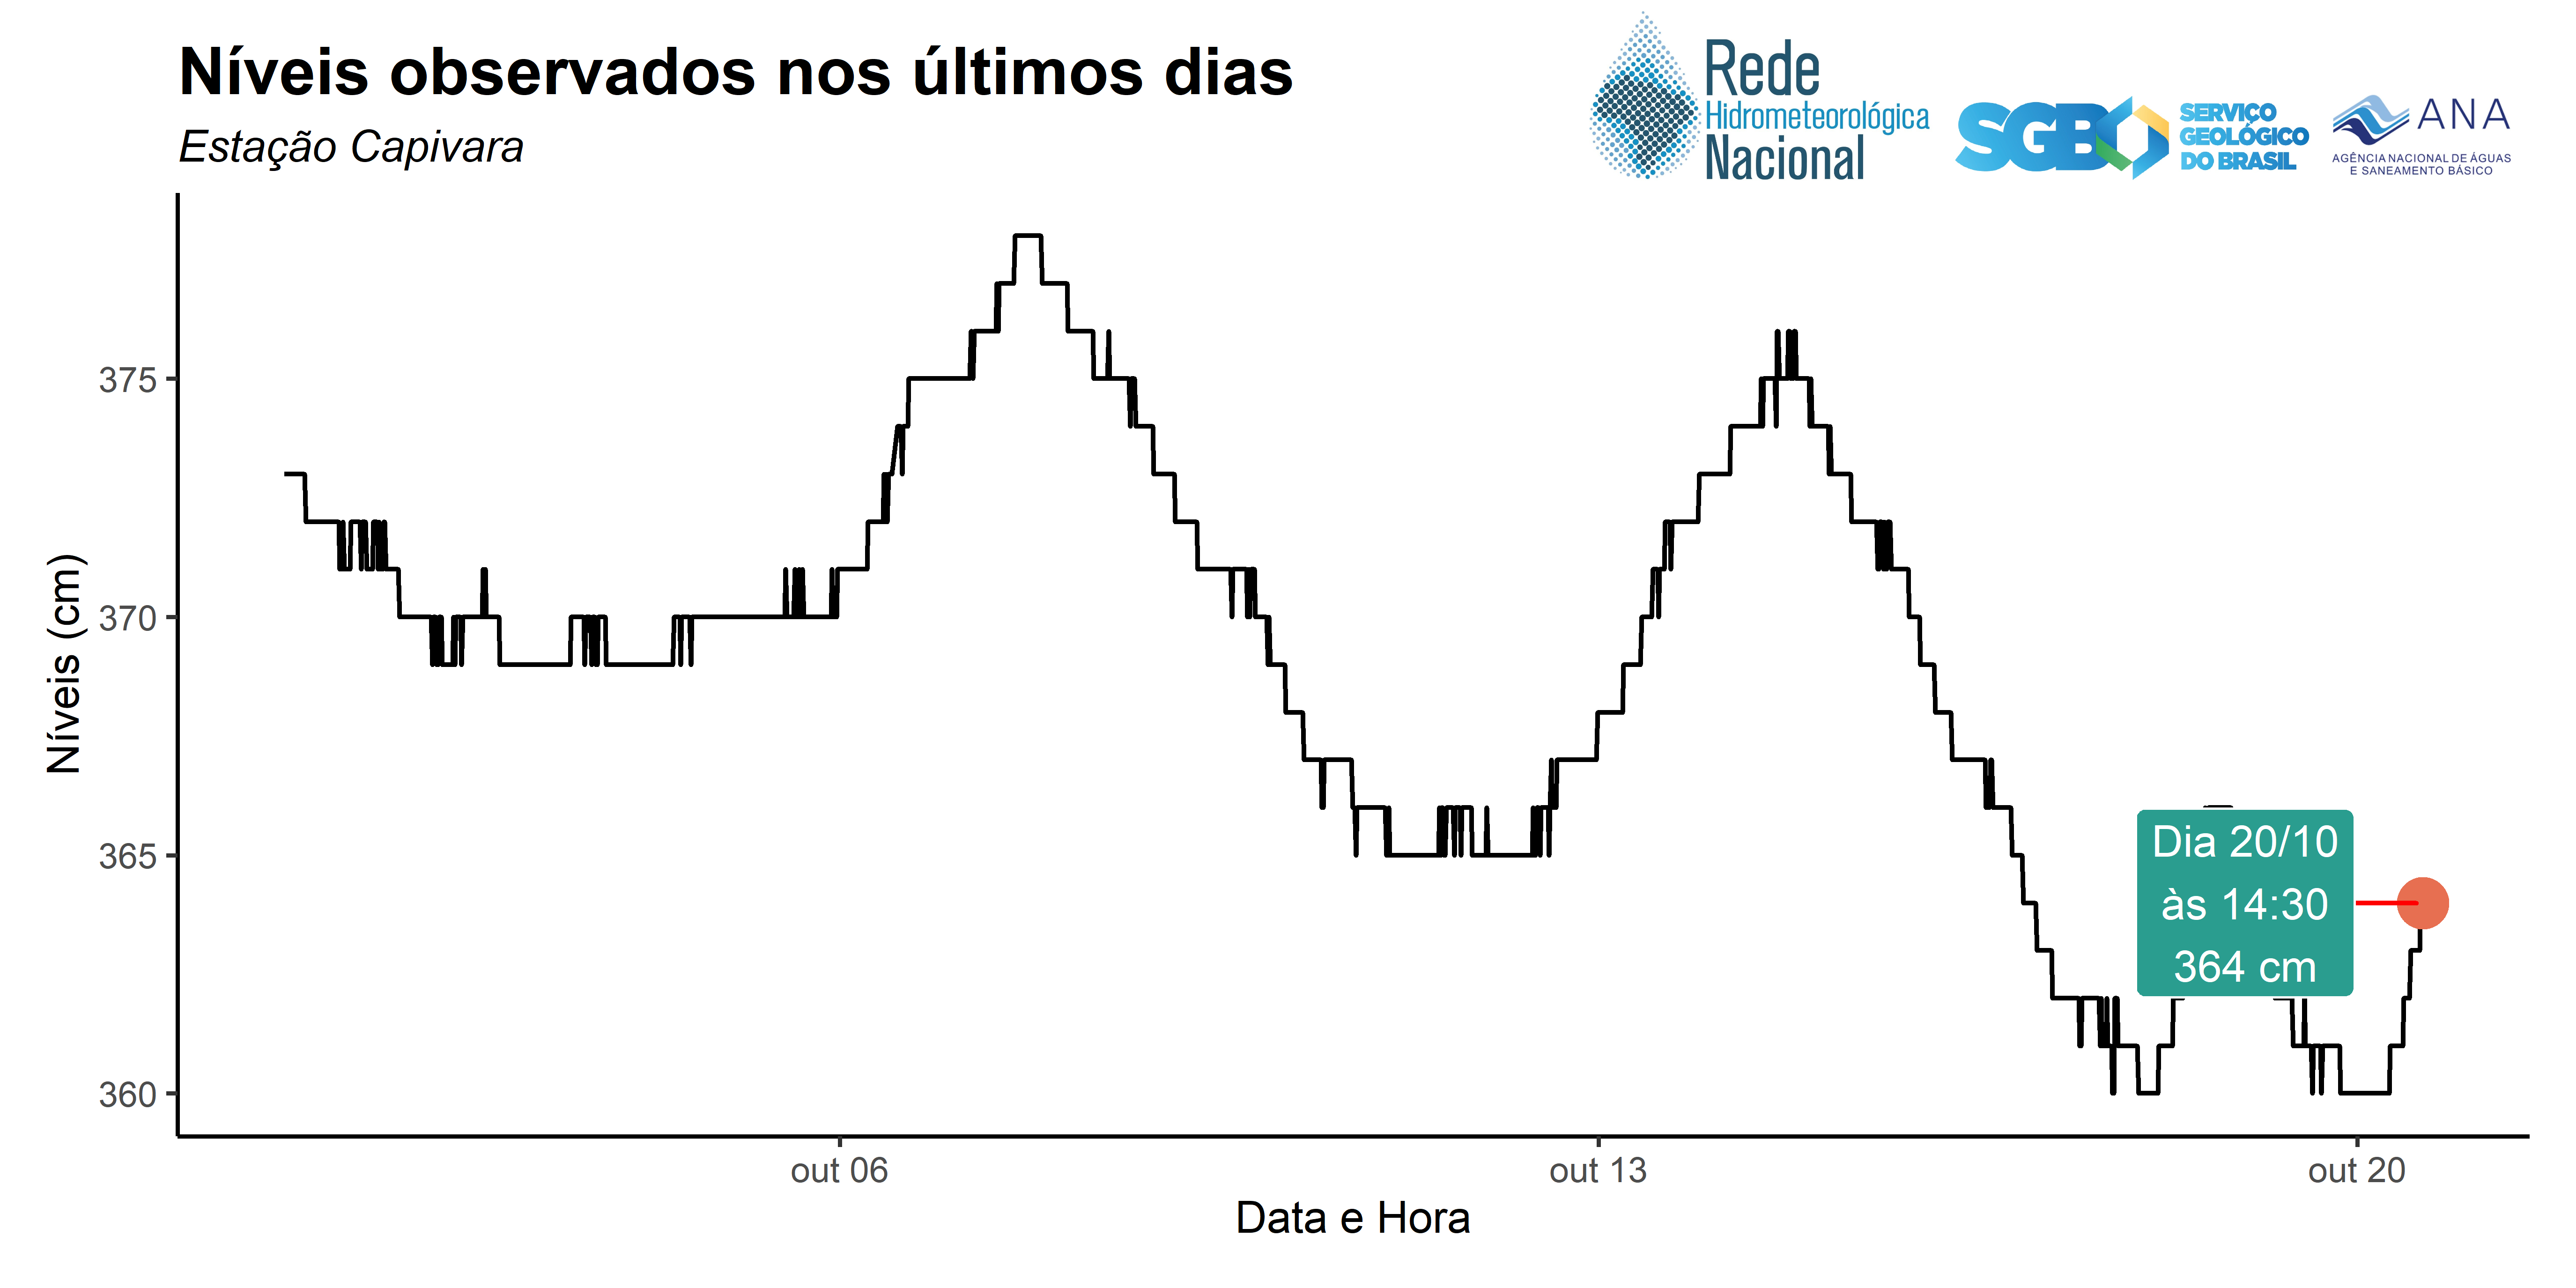 Níveis observados nos últimos dias
Estação Capivara
Rede
Hidrometeorológica
Nacional
SGB
SERVIÇO
GEOLÓGICO
DO BRASIL
ANA
AGÊNCIA NACIONAL DE ÁGUAS
E SANEAMENTO BÁSICO
Níveis (cm)
375
370
365
360
Dia 20/10
às 14:30
364 cm
out 06
out 13
out 20
Data e Hora